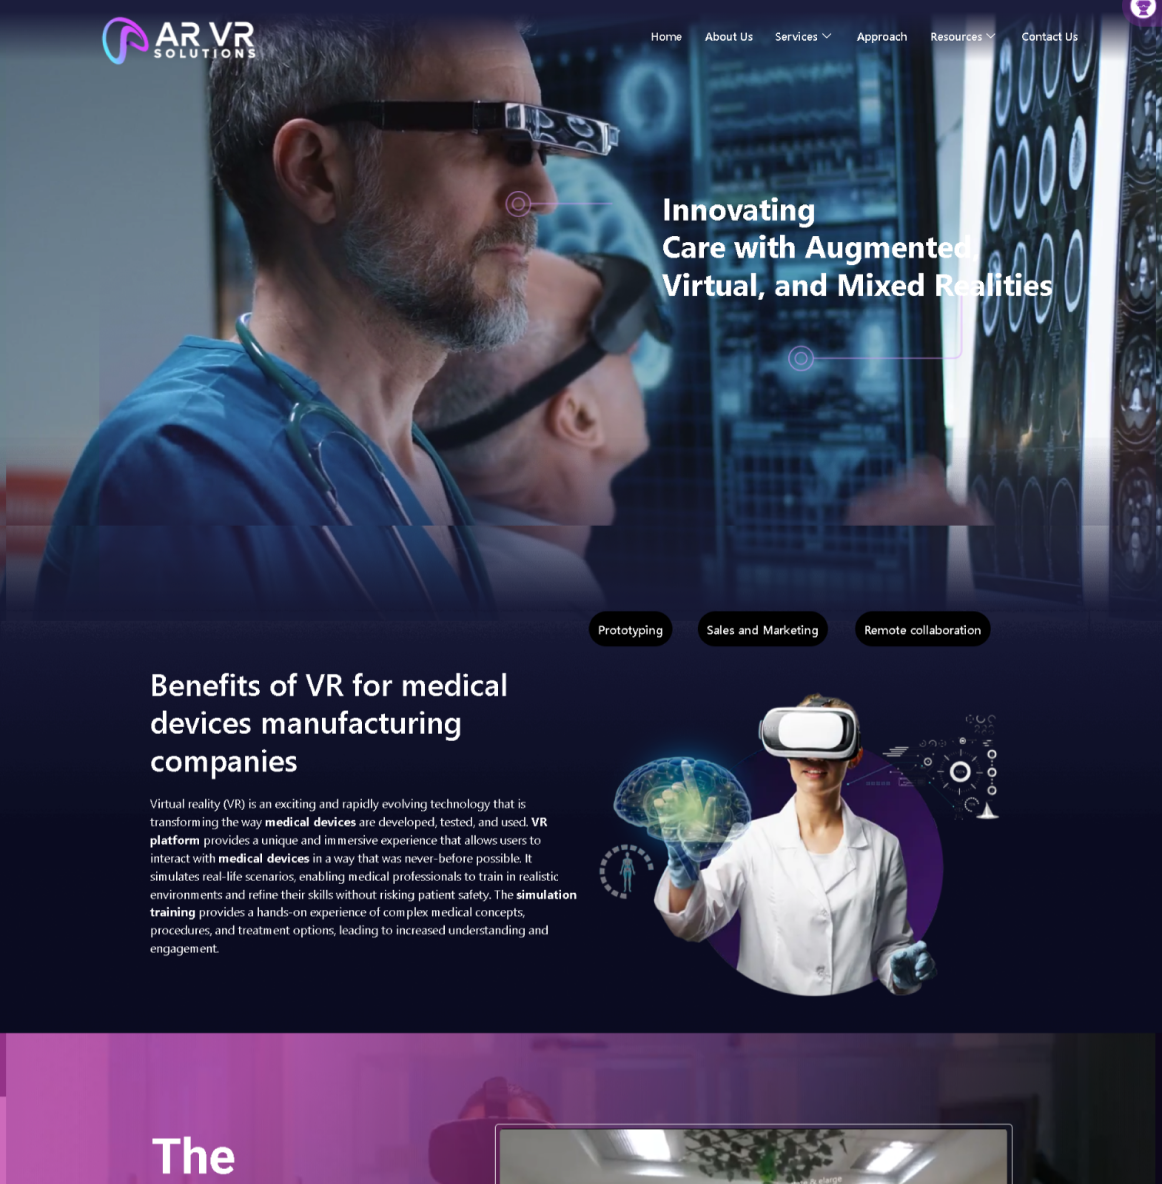 AR VR
SOLUTIONS
Home
About Us
Services
Approach
Resources
Contact Us
Innovating
Care with Augmented,
Virtual, and Mixed Realities
Prototyping
Sales and Marketing
Remote collaboration
Benefits of VR for medical
devices manufacturing
companies
Virtual reality (VR) is an exciting and rapidly evolving technology that is
transforming the way medical devices are developed, tested, and used. VR
platform provides a unique and immersive experience that allows users to
interact with medical devices in a way that was never-before possible. It
simulates real-life scenarios, enabling medical professionals to train in realistic
environments and refine their skills without risking patient safety. The simulation
training provides a hands-on experience of complex medical concepts,
procedures, and treatment options, leading to increased understanding and
engagement.
The